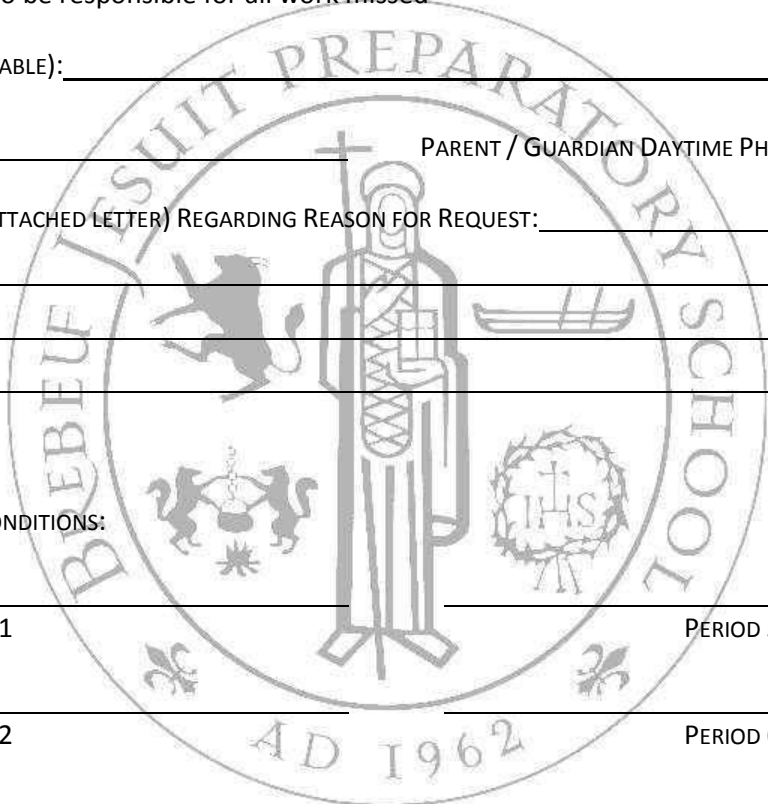 o be responsible for all work missed
ABLE):
PARENT / GUARDIAN DAYTIME PH
TTACHED LETTER) REGARDING REASON FOR REQUEST:
ONDITIONS:
1 PERIOD
2 PERIOD
BREBEUF JESUIT PREPARATORY SCHOOL
IHS
AD 1962